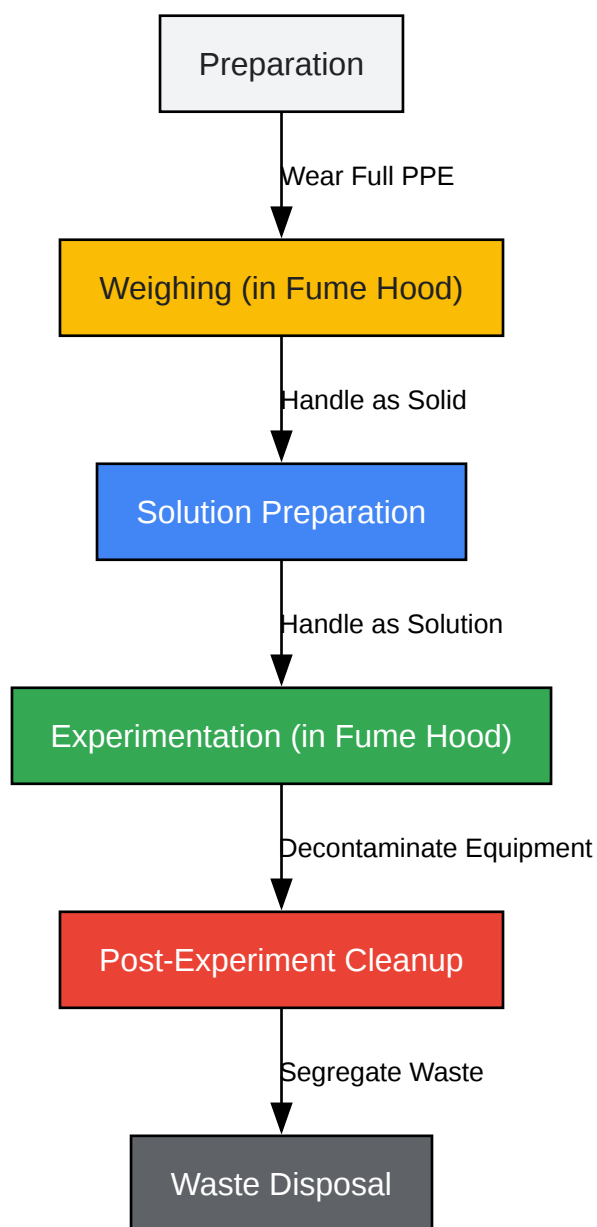 Preparation
Wear Full PPE
Weighing (in Fume Hood)
Handle as Solid
Solution Preparation
Handle as Solution
Experimentation (in Fume Hood)
Decontaminate Equipment
Post-Experiment Cleanup
Segregate Waste
Waste Disposal